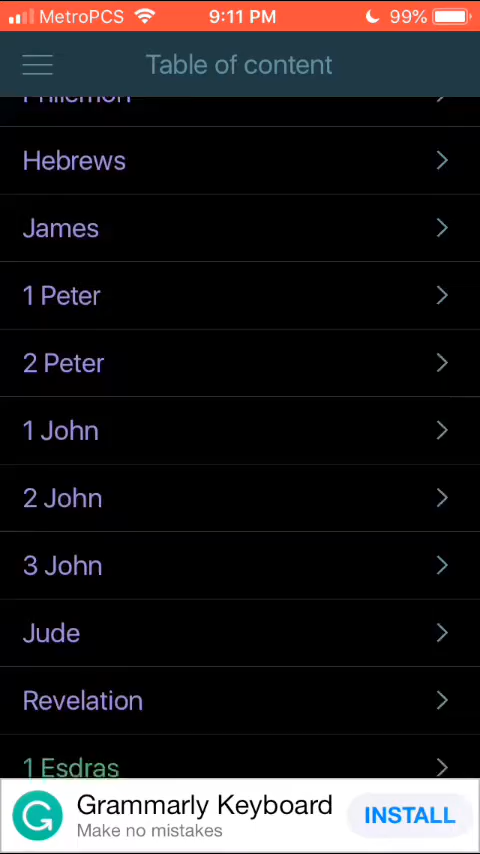 MetroPCS 9:11 PM 99%
Table of content
Philemon
Hebrews
James
1 Peter
2 Peter
1 John
2 John
3 John
Jude
Revelation
1 Esdras
Grammarly Keyboard
Make no mistakes
INSTALL